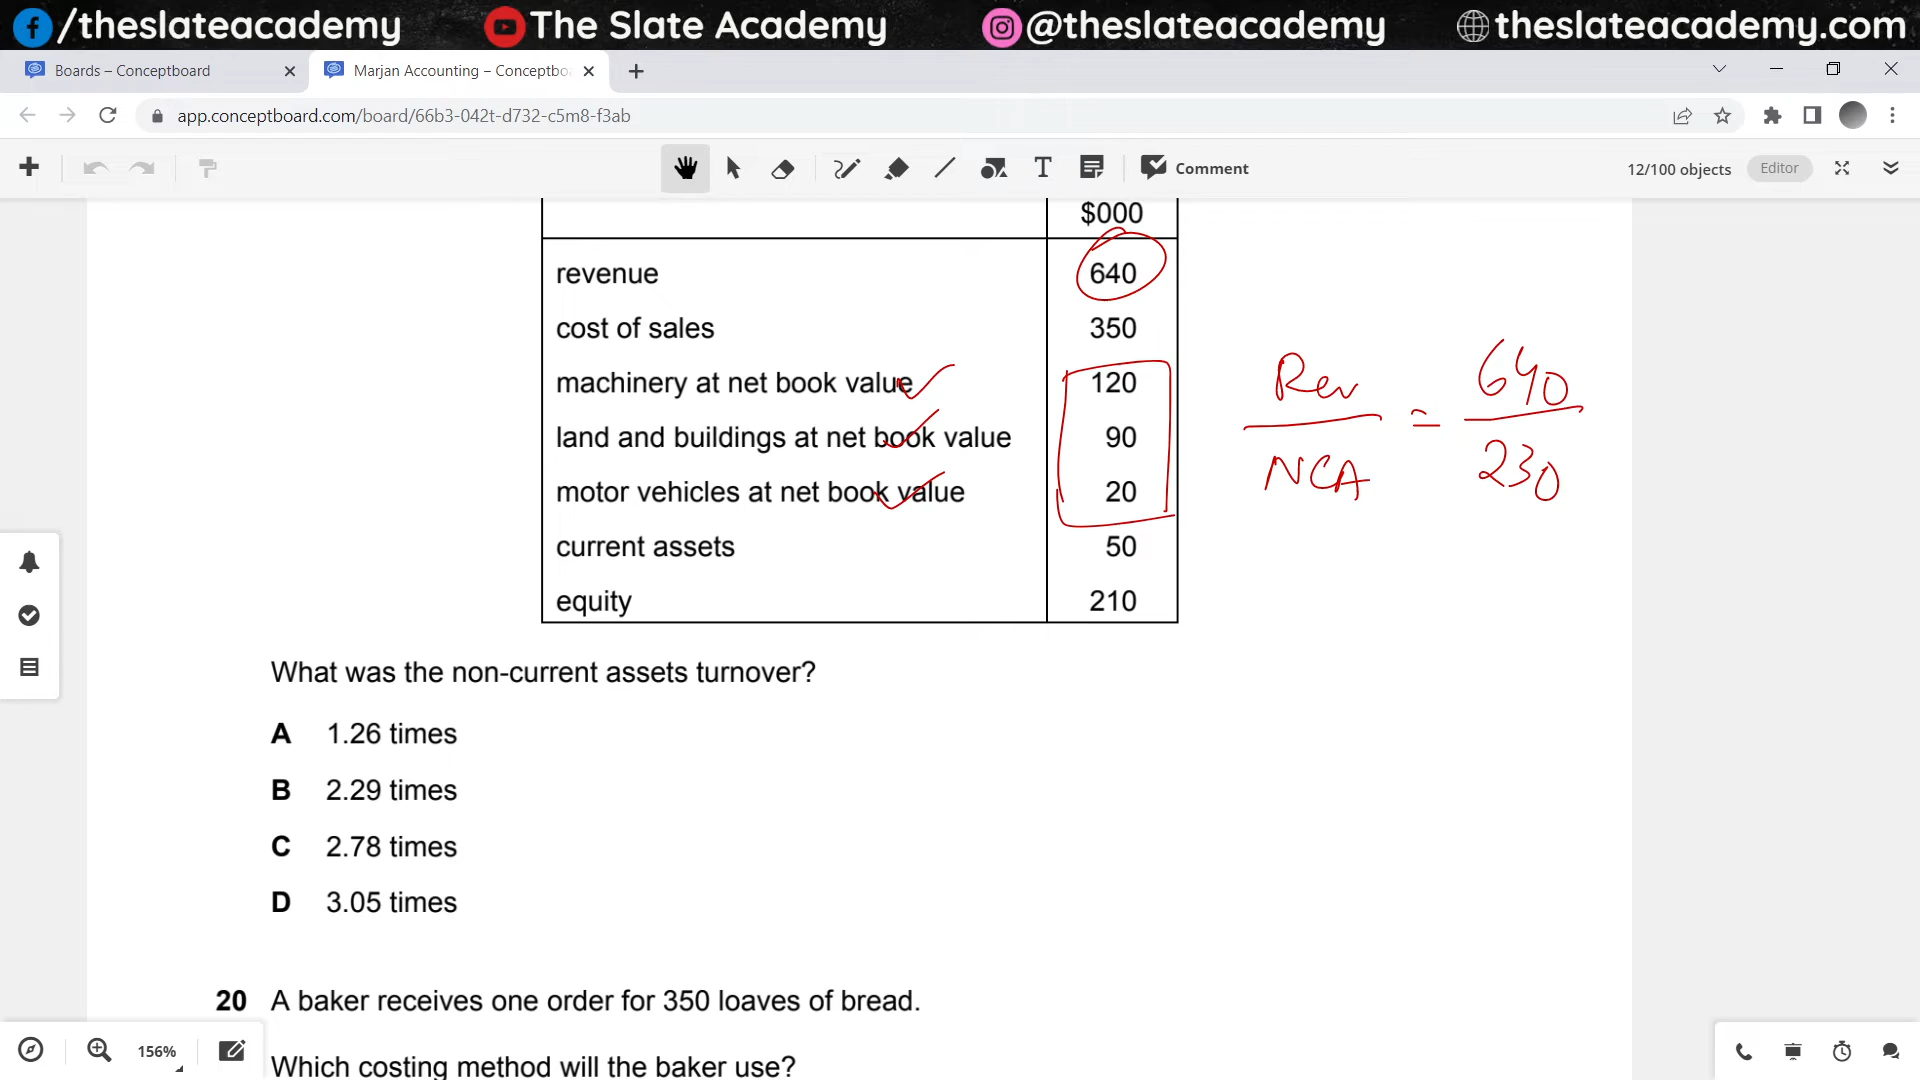 /theslateacademy The Slate Academy @theslateacademy theslateacademy.com
Boards – Conceptboard Marjan Accounting – Conceptbo
app.conceptboard.com/board/66b3-042t-d732-c5m8-f3ab
T Comment 12/100 objects Editor
$000
revenue 640
cost of sales 350
machinery at net book value 120
land and buildings at net book value 90
motor vehicles at net book value 20
current assets 50
equity 210
Rev = 640
NCA 230
What was the non-current assets turnover?
A 1.26 times
B 2.29 times
C 2.78 times
D 3.05 times
20 A baker receives one order for 350 loaves of bread.
Which costing method will the baker use?
156%